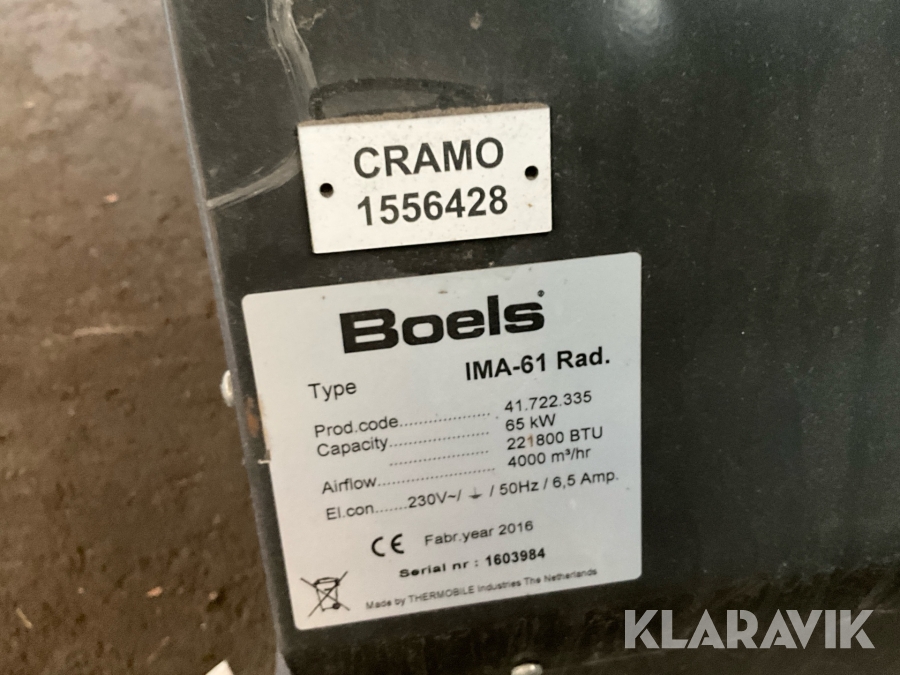 CRAMO
1556428
Boels®
Type IMA-61 Rad.
Prod.code.................... 41.722.335
Capacity..................... 65 kW
..................... 221800 BTU
Airflow........................ 4000 m³/hr
El.con.......230V~/ ⏚ / 50Hz / 6,5 Amp.
CE Fabr.year 2016
Serial nr : 1603984
Made by THERMOBILE Industries The Netherlands
KLARAVIK